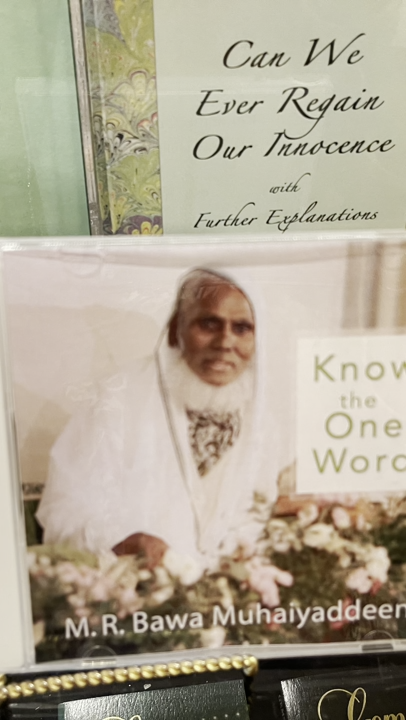 Can We
Ever Regain
Our Innocence
with
Further Explanations
Know
the
One
Word
M. R. Bawa Muhaiyaddeen